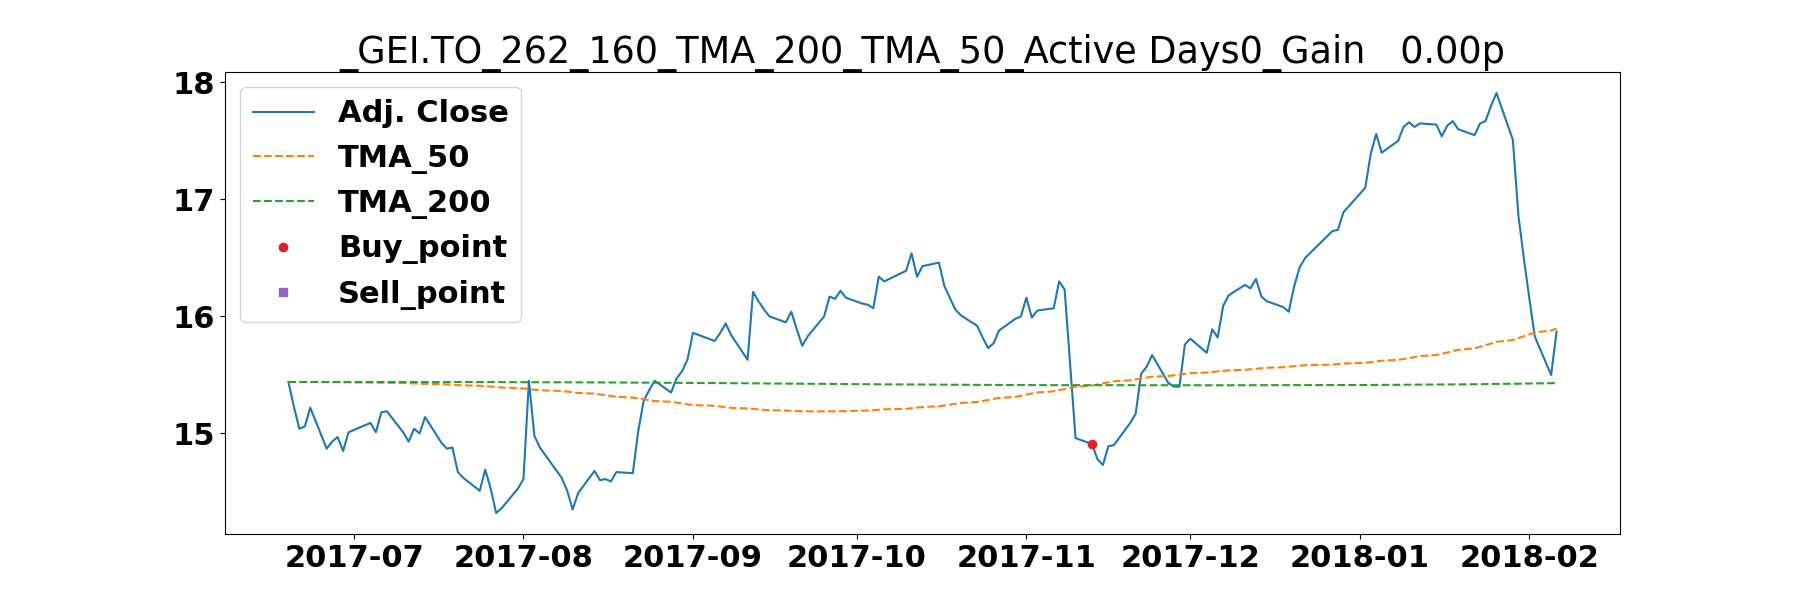 _GEI.TO_262_160_TMA_200_TMA_50_Active Days0_Gain   0.00p
18
17
16
15
Adj. Close
TMA_50
TMA_200
Buy_point
Sell_point
2017-07 2017-08 2017-09 2017-10 2017-11 2017-12 2018-01 2018-02